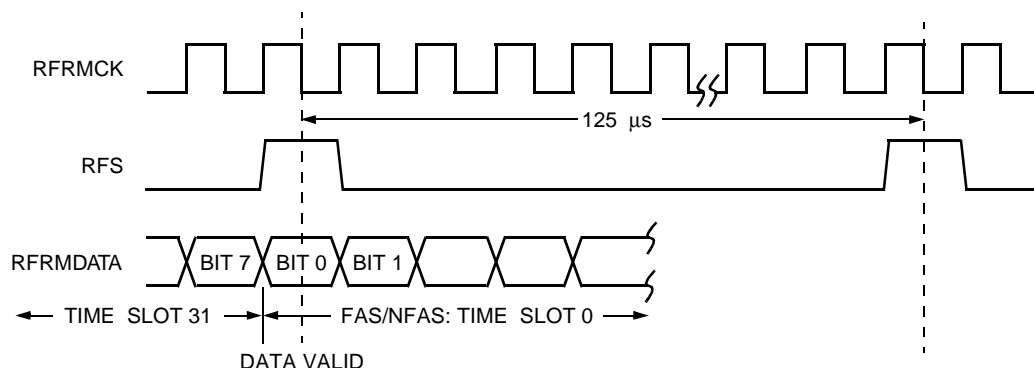 RFRMCK
125 µs
RFS
RFRMDATA BIT 7 BIT 0 BIT 1
TIME SLOT 31 FAS/NFAS: TIME SLOT 0
DATA VALID